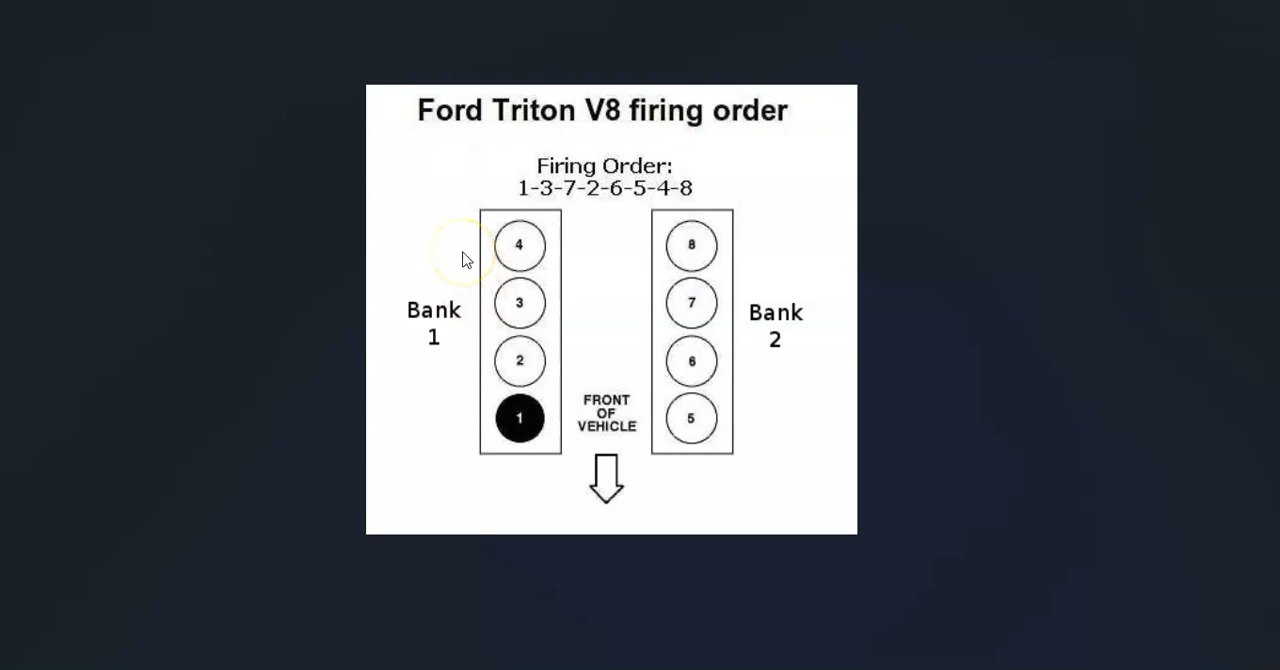 Ford Triton V8 firing order
Firing Order:
1-3-7-2-6-5-4-8
4
8
3
7
Bank
1
Bank
2
2
6
FRONT
OF
VEHICLE
1
5